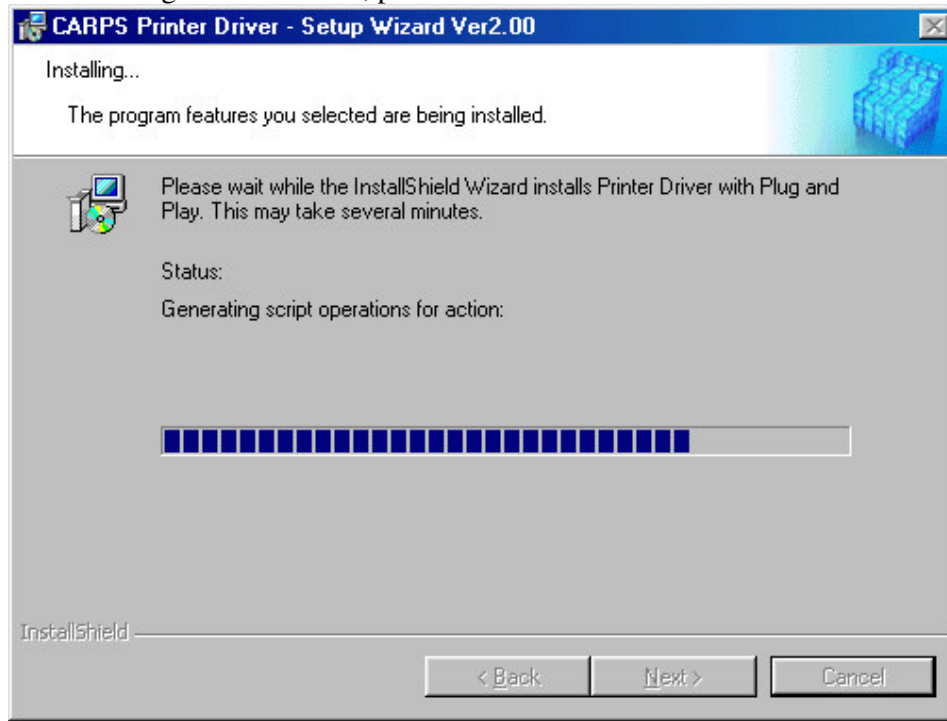 CARPS Printer Driver - Setup Wizard Ver2.00
Installing...
The program features you selected are being installed.
Please wait while the InstallShield Wizard installs Printer Driver with Plug and
Play. This may take several minutes.
Status:
Generating script operations for action:
InstallShield
< Back
Next >
Cancel